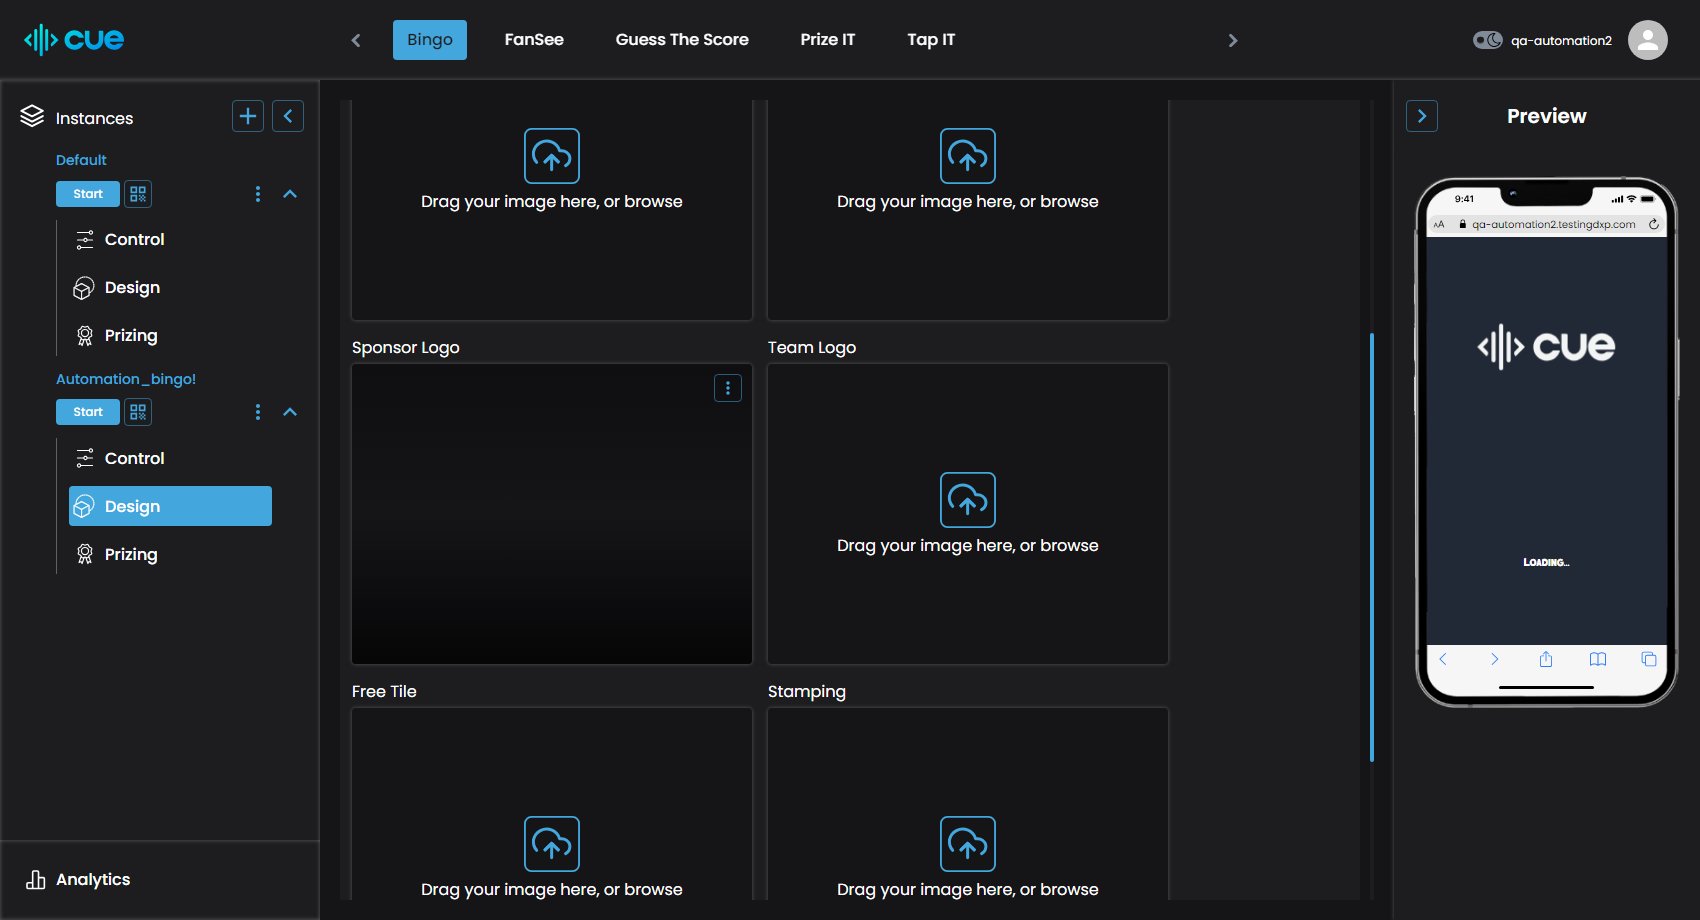 cue
Bingo
FanSee
Guess The Score
Prize IT
Tap IT
qa-automation2
Instances
Default
Start
Control
Design
Prizing
Automation_bingo!
Start
Control
Design
Prizing
Analytics
Drag your image here, or browse
Drag your image here, or browse
Sponsor Logo
Team Logo
Drag your image here, or browse
Free Tile
Stamping
Drag your image here, or browse
Drag your image here, or browse
Preview
9:41
AA
qa-automation2.testingdxp.com
cue
LOADING...